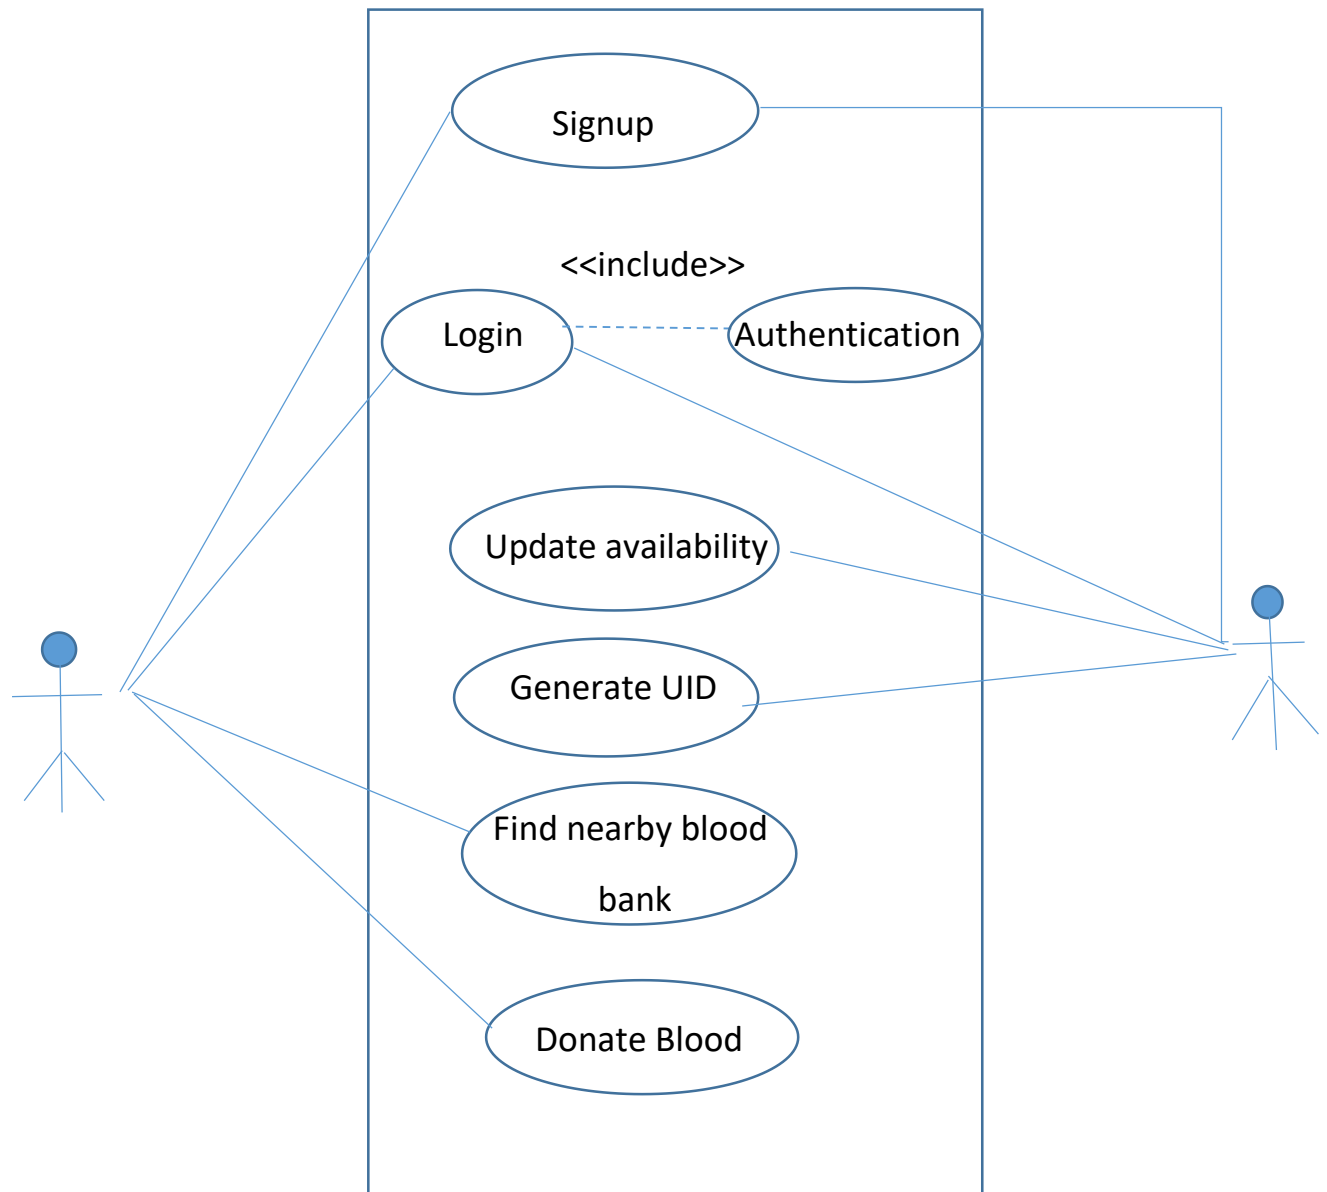 Signup
<<include>>
Login
Authentication
Update availability
Generate UID
Find nearby blood
bank
Donate Blood